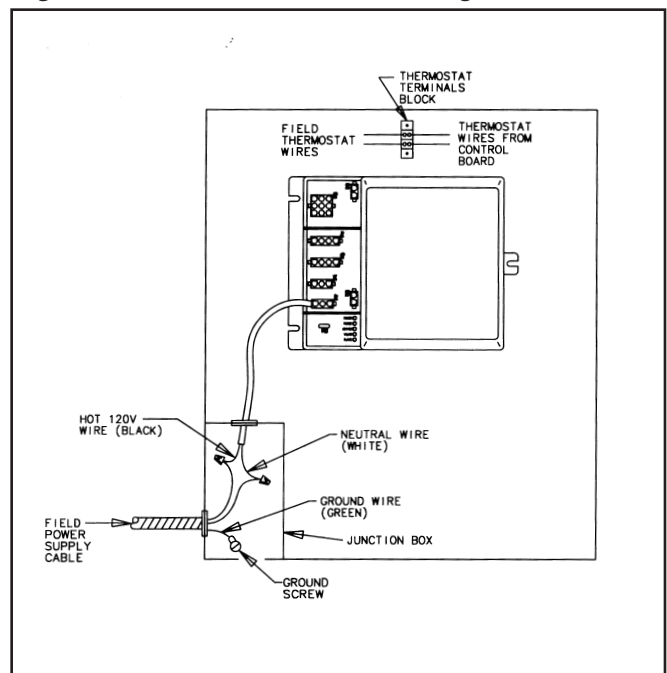 THERMOSTAT
TERMINALS
BLOCK
FIELD
THERMOSTAT
WIRES
THERMOSTAT
WIRES FROM
CONTROL
BOARD
HOT 120V
WIRE (BLACK)
NEUTRAL WIRE
(WHITE)
GROUND WIRE
(GREEN)
FIELD
POWER
SUPPLY
CABLE
JUNCTION BOX
GROUND
SCREW